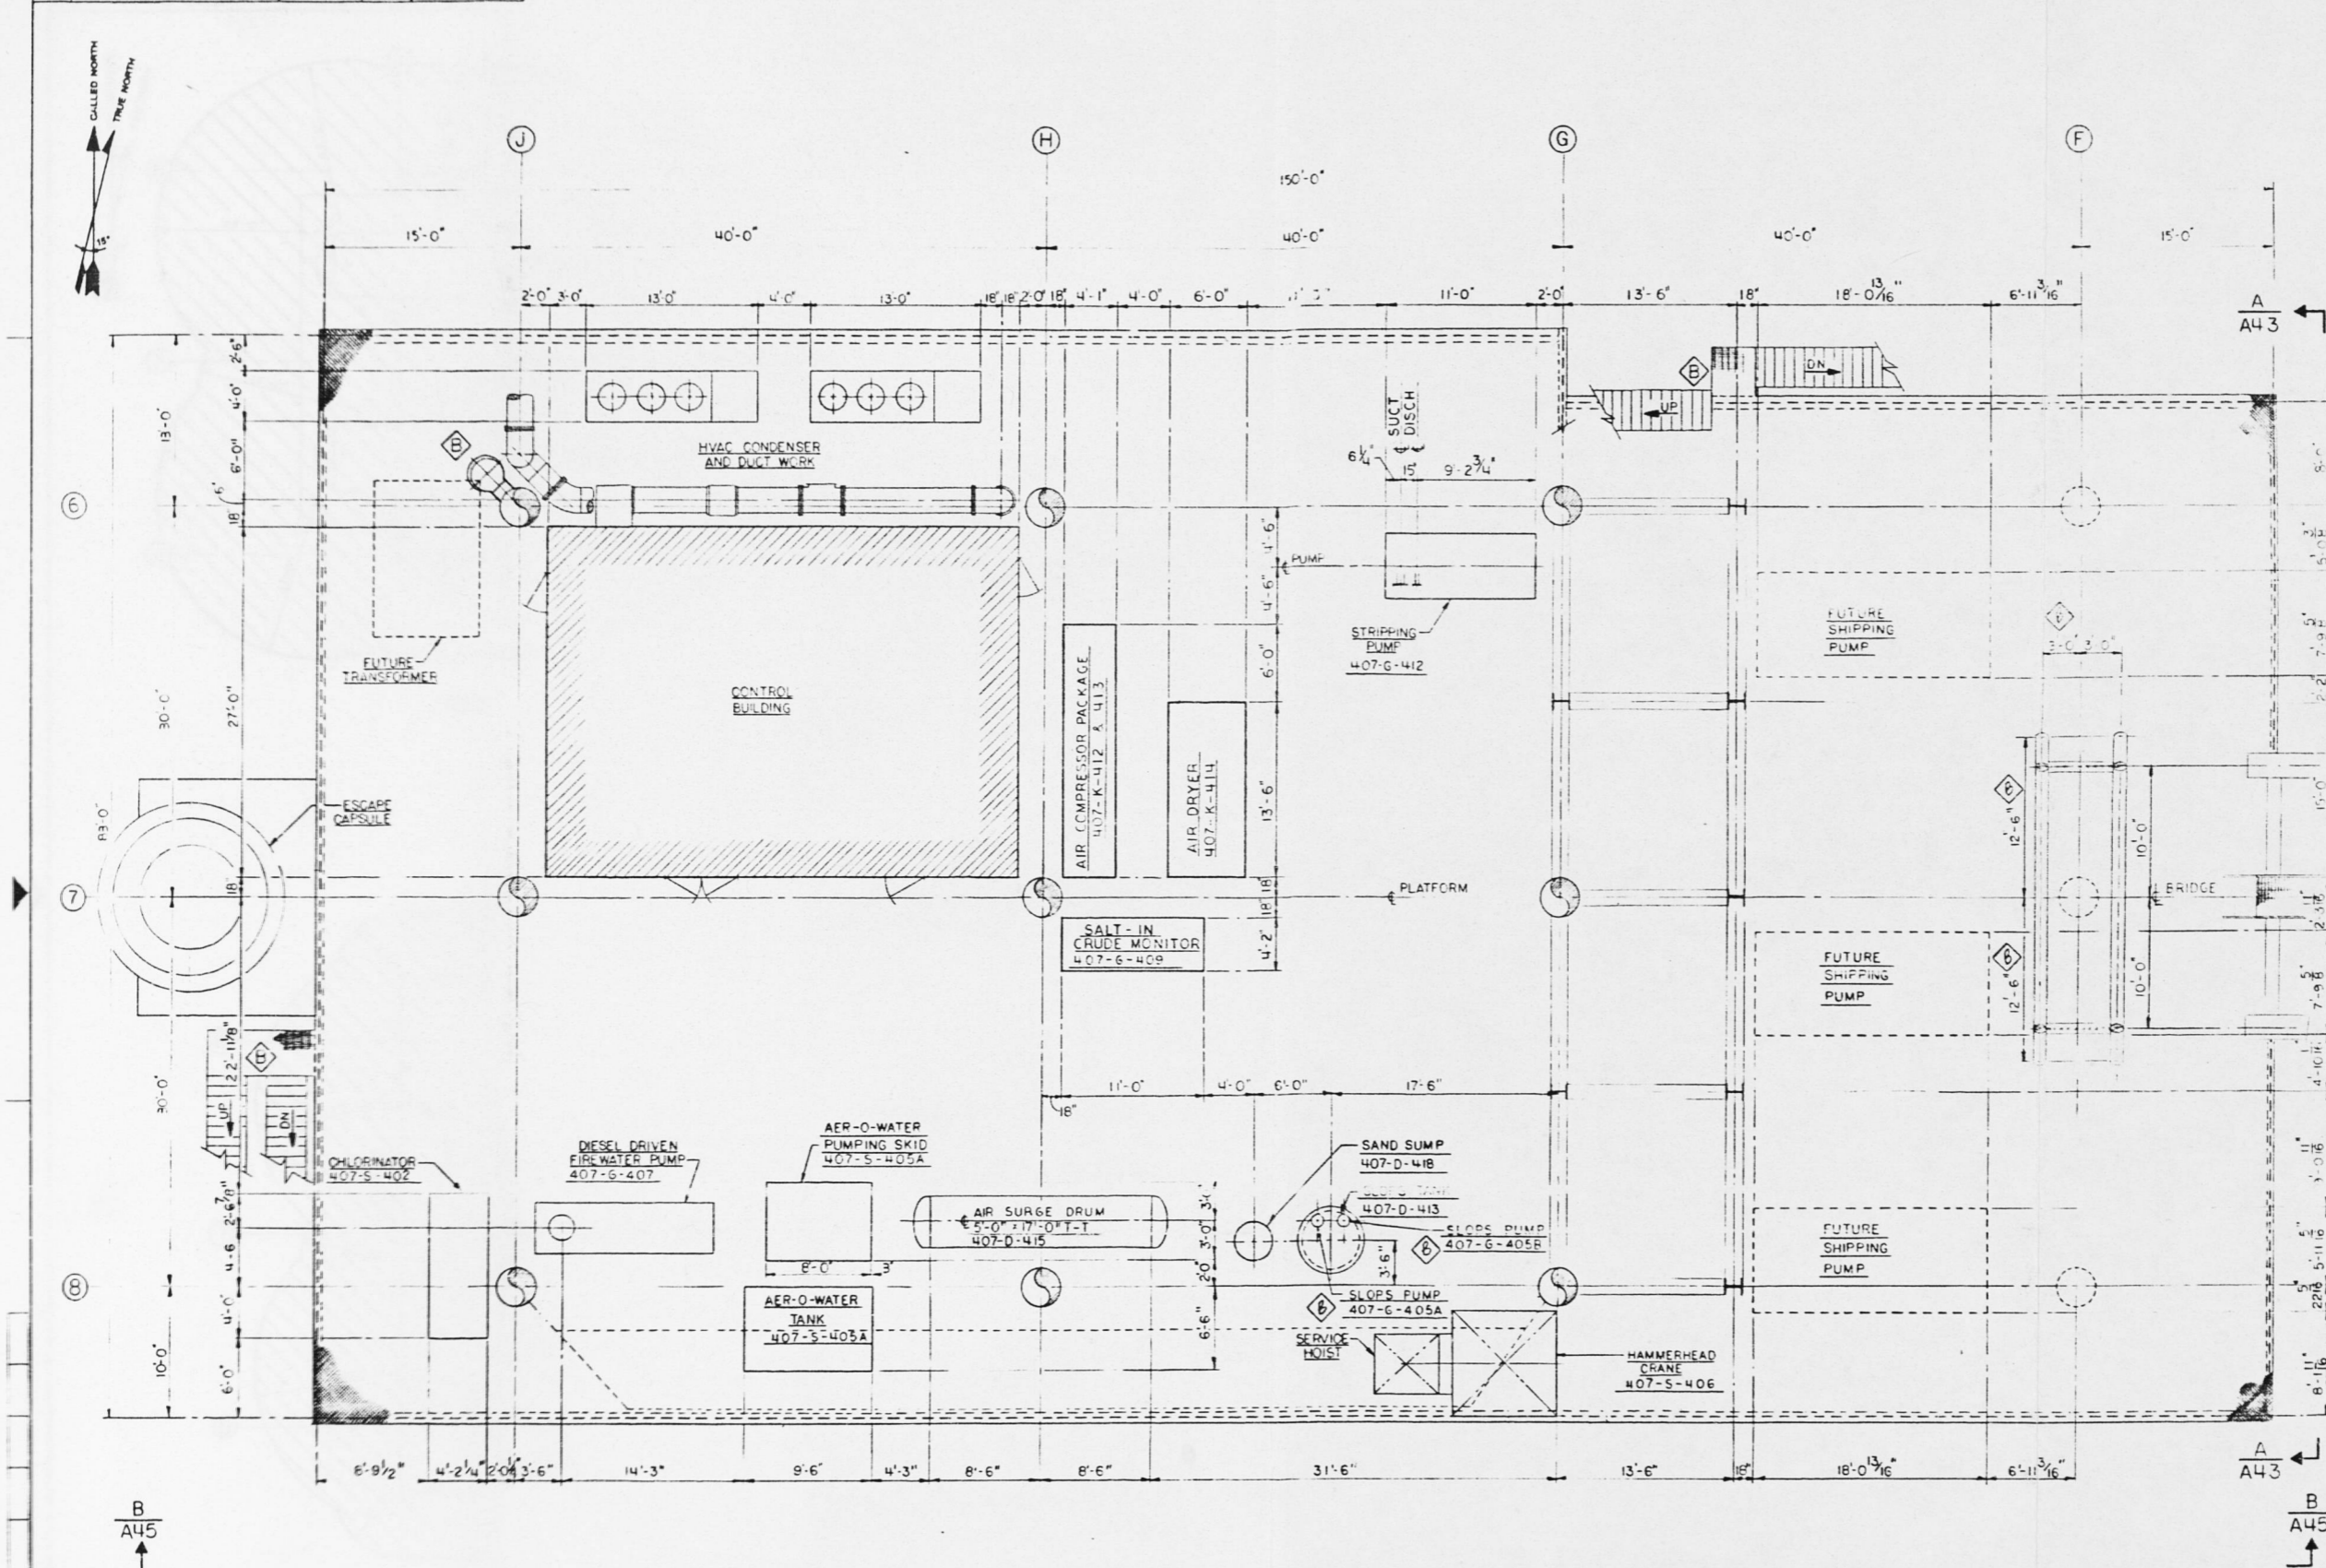 CALLED NORTH
TRUE NORTH
15°
J
H
G
F
150'-0"
15'-0"
40'-0"
40'-0"
40'-0"
15'-0"
2'-0"
3'-0"
13'-0"
4'-0"
13'-0"
18"
18"
2'-0"
18"
4'-1"
4'-0"
6'-0"
11'-0"
2'-0"
13'-6"
18"
18'-0 13/16"
6'-11 3/16"
A
A43
2'-6"
4'-0"
13'-0"
6'-0"
6"
18"
B
HVAC CONDENSER
AND DUCT WORK
SUCT
DISCH
6 1/4"
15"
9'-2 3/4"
B
DN
UP
6
FUTURE
TRANSFORMER
CONTROL
BUILDING
4'-6"
4'-6"
6'-0"
13'-6"
18"
18"
4'-2"
PUMP
STRIPPING
PUMP
407-G-412
FUTURE
SHIPPING
PUMP
3'-0"
3'-0"
30'-0"
27'-0"
83'-0"
AIR COMPRESSOR PACKAGE
407-K-412 & 413
AIR DRYER
407-K-414
ESCAPE
CAPSULE
12'-6"
10'-0"
15'-0"
7
18"
PLATFORM
BRIDGE
SALT-IN
CRUDE MONITOR
407-G-409
FUTURE
SHIPPING
PUMP
12'-6"
10'-0"
22'-11 1/8"
30'-0"
B
UP
DN
11'-0"
4'-0"
6'-0"
17'-6"
18"
CHLORINATOR
407-S-402
DIESEL DRIVEN
FIREWATER PUMP
407-G-407
AER-O-WATER
PUMPING SKID
407-S-405A
AIR SURGE DRUM
5'-0" x 17'-0" T-T
407-D-415
SAND SUMP
407-D-418
SLOPS TANK
407-D-413
SLOPS PUMP
407-G-405B
SLOPS PUMP
407-G-405A
FUTURE
SHIPPING
PUMP
2'-6 7/8"
4'-6
4'-0"
6'-0"
10'-0"
8
8'-0"
3"
3'-0"
2'0"
6'-6"
3'-6"
AER-O-WATER
TANK
407-S-405A
SERVICE
HOIST
HAMMERHEAD
CRANE
407-S-406
8'-9 1/2"
4'-2 1/4"
3'-6"
14'-3"
9'-6"
4'-3"
8'-6"
8'-6"
31'-6"
13'-6"
18"
18'-0 13/16"
6'-11 3/16"
A
A43
B
A45
B
A45